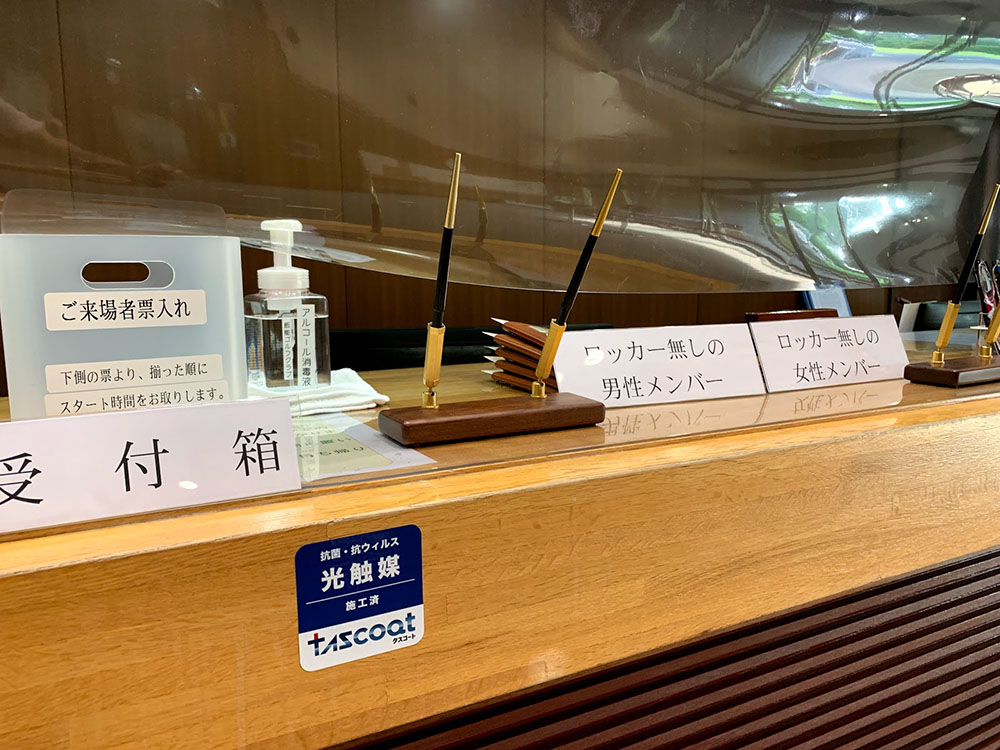 ご来場者票入れ
下側の票より、揃った順に
スタート時間をお取りします。
受付箱
アルコール消毒液
ロッカー無しの
男性メンバー
ロッカー無しの
女性メンバー
抗菌・抗ウィルス
光触媒
施工済
tAScoat
タスコート